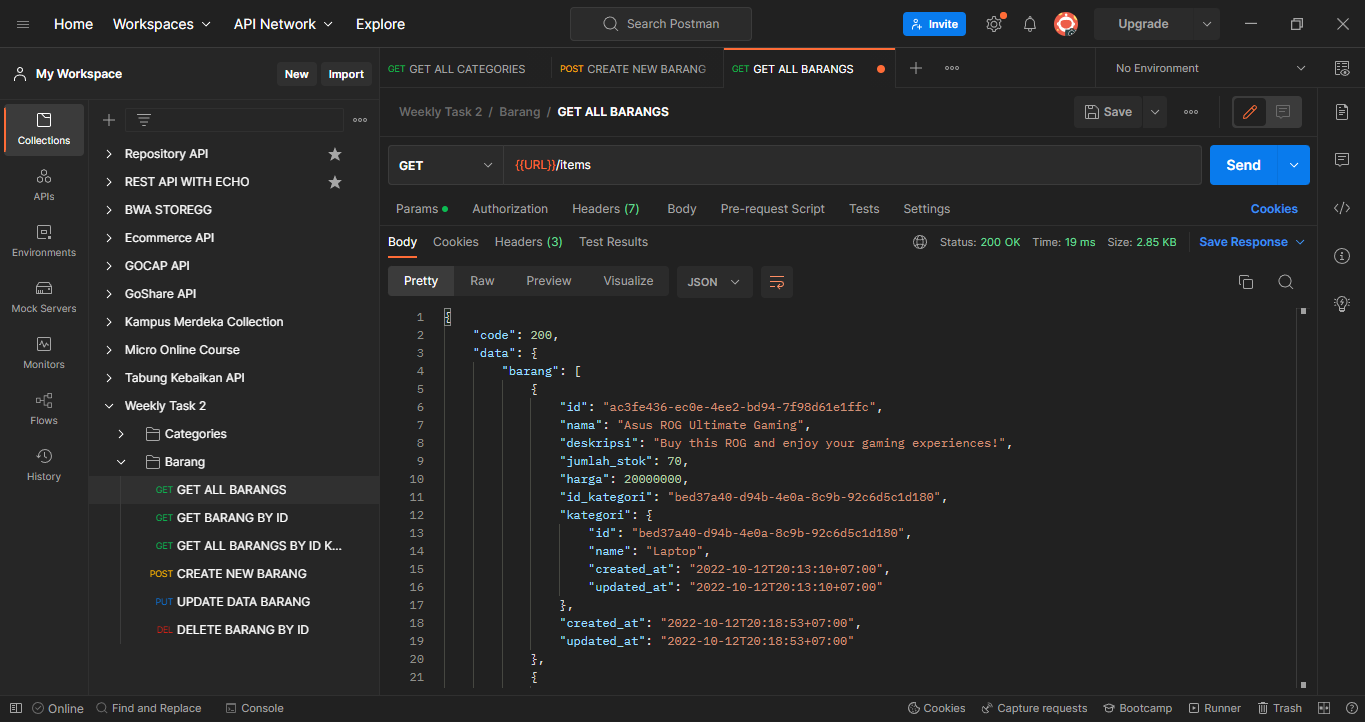 Home Workspaces API Network Explore Search Postman Invite Upgrade
My Workspace New Import
GET GET ALL CATEGORIES POST CREATE NEW BARANG GET GET ALL BARANGS No Environment
Collections
APIs
Environments
Mock Servers
Monitors
Flows
History
Repository API
REST API WITH ECHO
BWA STOREGG
Ecommerce API
GOCAP API
GoShare API
Kampus Merdeka Collection
Micro Online Course
Tabung Kebaikan API
Weekly Task 2
Categories
Barang
GET GET ALL BARANGS
GET GET BARANG BY ID
GET GET ALL BARANGS BY ID K...
POST CREATE NEW BARANG
PUT UPDATE DATA BARANG
DEL DELETE BARANG BY ID
Weekly Task 2 / Barang / GET ALL BARANGS Save
GET {{URL}}/items Send
Params Authorization Headers (7) Body Pre-request Script Tests Settings Cookies
Body Cookies Headers (3) Test Results Status: 200 OK Time: 19 ms Size: 2.85 KB Save Response
Pretty Raw Preview Visualize JSON
1 {
2 "code": 200,
3 "data": {
4 "barang": [
5 {
6 "id": "ac3fe436-ec0e-4ee2-bd94-7f98d61e1ffc",
7 "nama": "Asus ROG Ultimate Gaming",
8 "deskripsi": "Buy this ROG and enjoy your gaming experiences!",
9 "jumlah_stok": 70,
10 "harga": 20000000,
11 "id_kategori": "bed37a40-d94b-4e0a-8c9b-92c6d5c1d180",
12 "kategori": {
13 "id": "bed37a40-d94b-4e0a-8c9b-92c6d5c1d180",
14 "name": "Laptop",
15 "created_at": "2022-10-12T20:13:10+07:00",
16 "updated_at": "2022-10-12T20:13:10+07:00"
17 },
18 "created_at": "2022-10-12T20:18:53+07:00",
19 "updated_at": "2022-10-12T20:18:53+07:00"
20 },
21 {
Online Find and Replace Console Cookies Capture requests Bootcamp Runner Trash